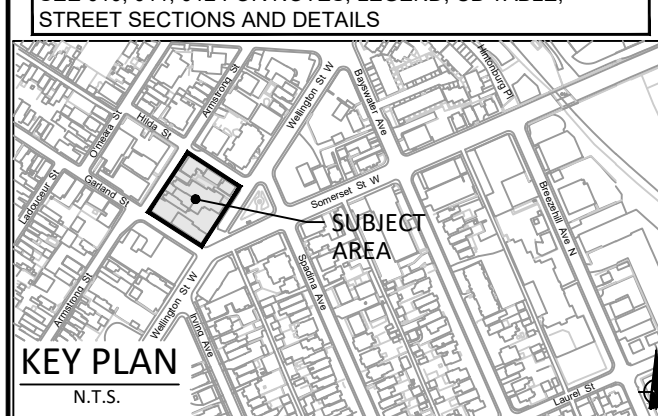 STREET SECTIONS AND DETAILS
Armstrong St
Wellington St W
Bayswater Ave
Hintonburg Pl
O'meara St
Hilda St
Ladouceur St
Garland St
Somerset St W
Breezehill Ave N
SUBJECT
AREA
Armstrong St
Wellington St W
Spadina Ave
Irving Ave
Laurel St
KEY PLAN
N.T.S.